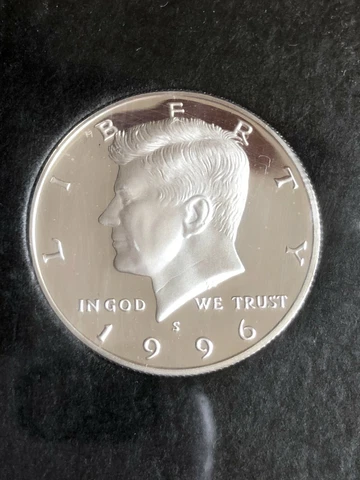 LIBERTY
IN GOD WE TRUST
S
1996